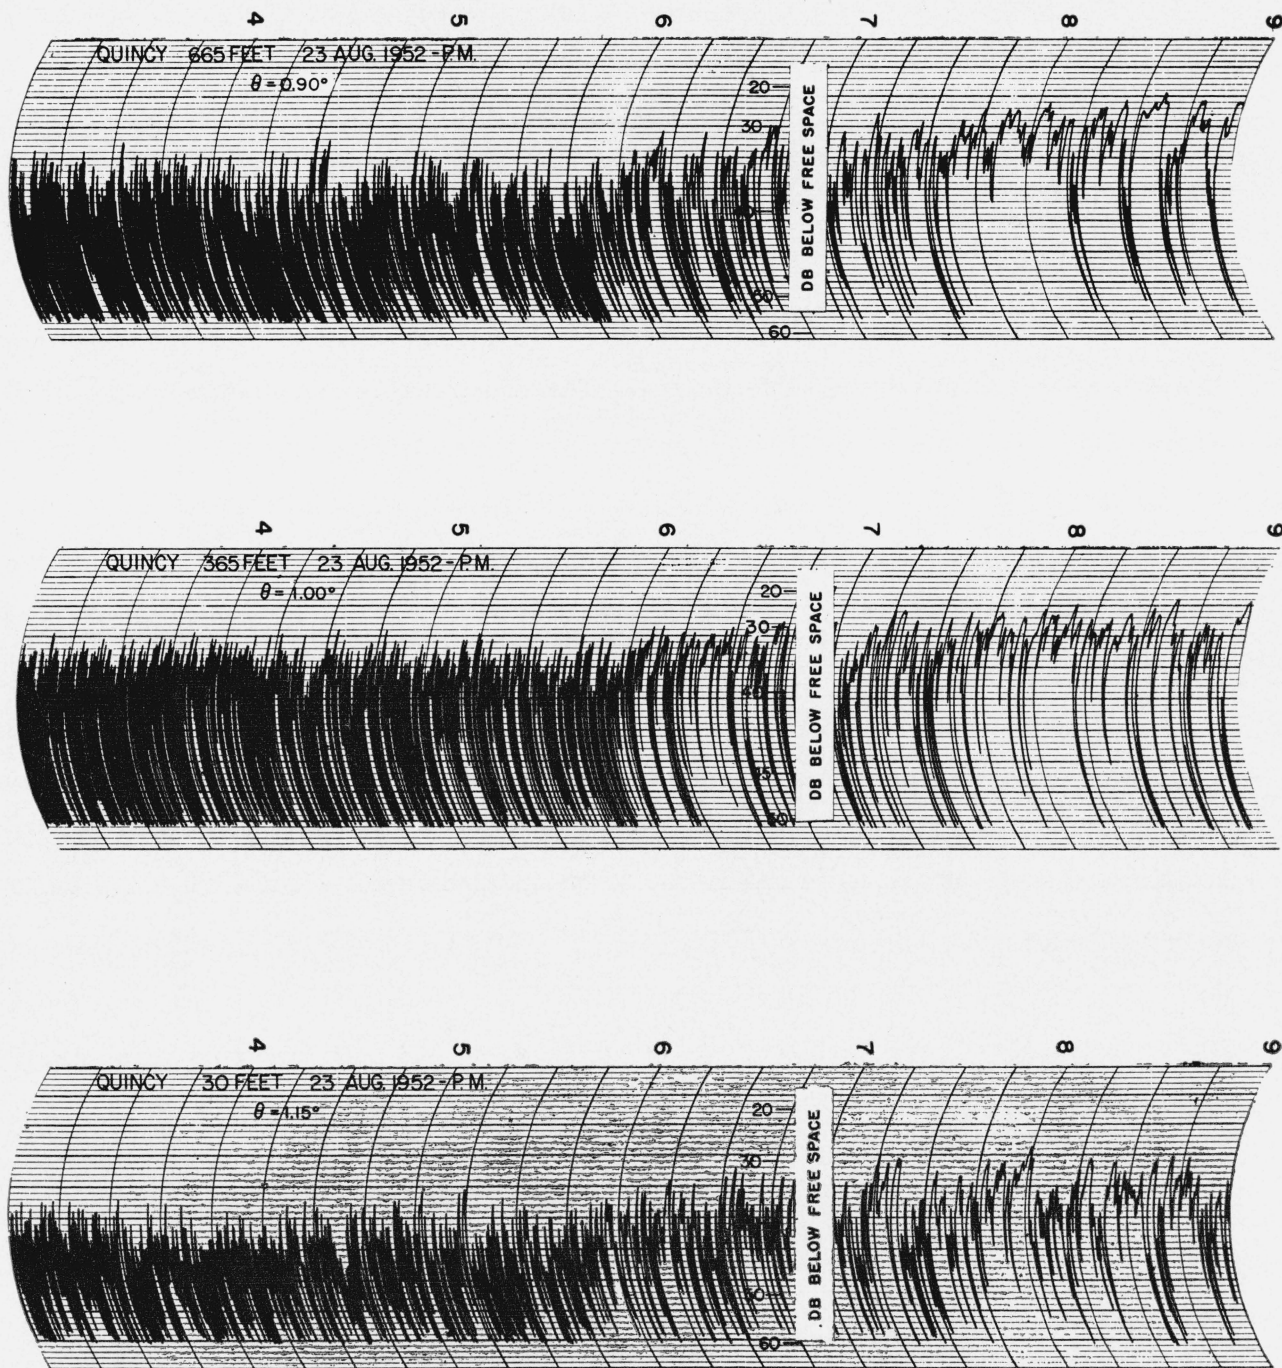 4 5 6 7 8 9
QUINCY 665 FEET 23 AUG. 1952 - P.M.
θ = 0.90°
20
30
DB BELOW FREE SPACE
60
4 5 6 7 8 9
QUINCY 365 FEET 23 AUG. 1952 - P.M.
θ = 1.00°
20
30
DB BELOW FREE SPACE
4 5 6 7 8 9
QUINCY 30 FEET 23 AUG. 1952 - P.M.
θ = 1.15°
20
30
DB BELOW FREE SPACE
60